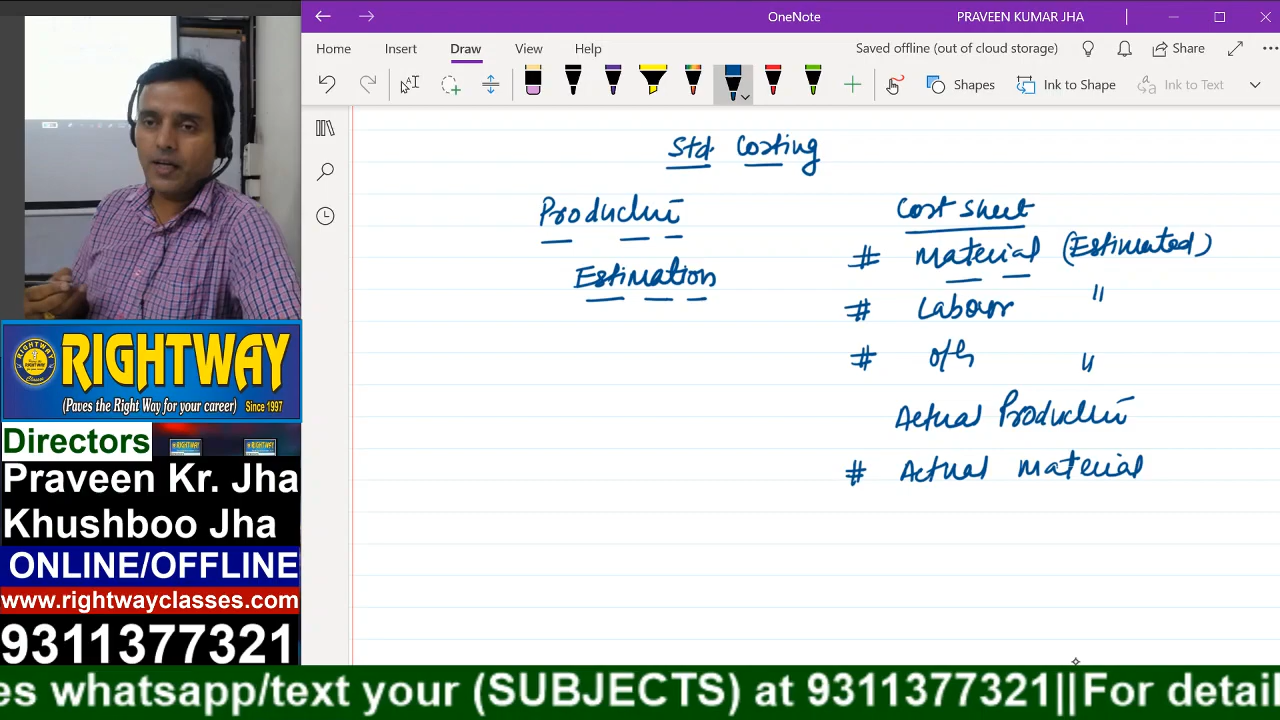 OneNote
PRAVEEN KUMAR JHA
Home Insert Draw View Help
Saved offline (out of cloud storage)
Share
Shapes
Ink to Shape
Ink to Text
Std. Costing
Production
Estimation
Cost Sheet
# Material (Estimated)
# Labour "
# O/h "
Actual Production
# Actual Material
RIGHTWAY
(Paves the Right Way for your career) Since 1997
Directors
Praveen Kr. Jha
Khushboo Jha
ONLINE/OFFLINE
www.rightwayclasses.com
9311377321
es whatsapp/text your (SUBJECTS) at 9311377321||For detail